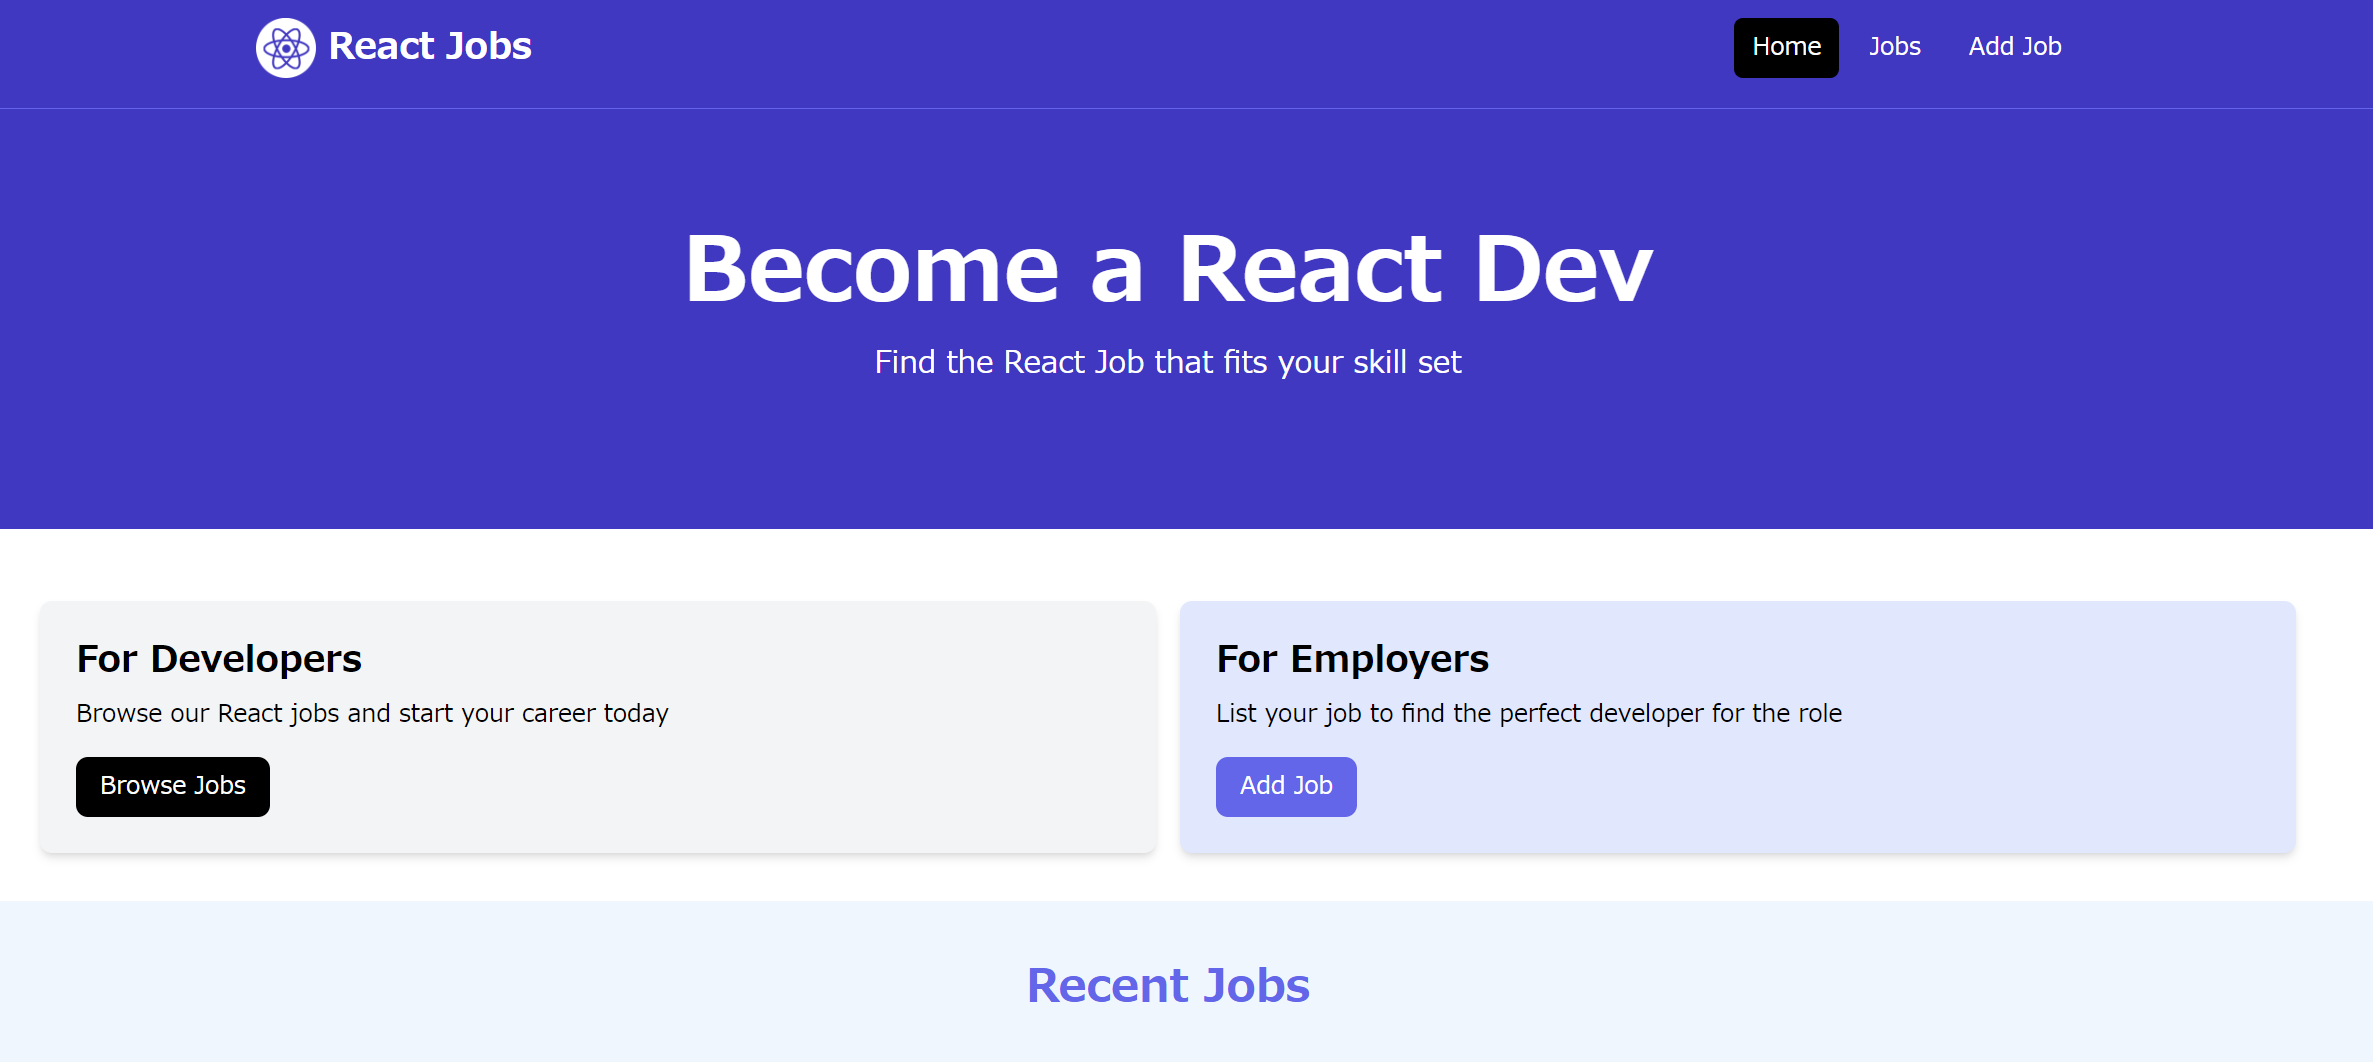 React Jobs
Home
Jobs
Add Job
Become a React Dev
Find the React Job that fits your skill set
For Developers
Browse our React jobs and start your career today
Browse Jobs
For Employers
List your job to find the perfect developer for the role
Add Job
Recent Jobs